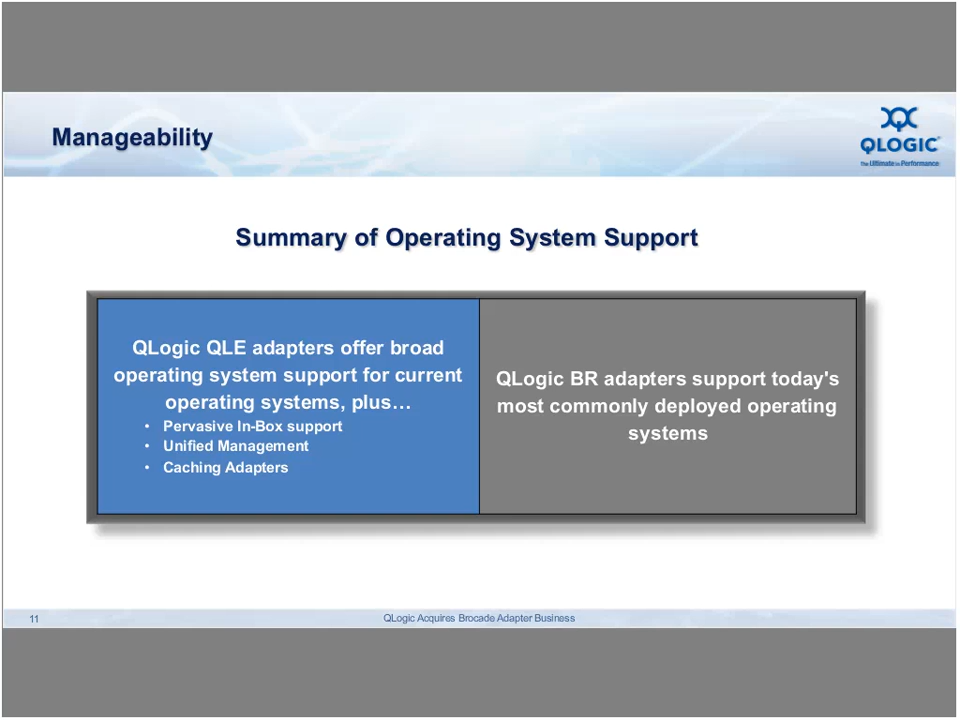 Manageability
QLOGIC
The Ultimate in Performance
Summary of Operating System Support
QLogic QLE adapters offer broad
operating system support for current
operating systems, plus…
• Pervasive In-Box support
• Unified Management
• Caching Adapters
QLogic BR adapters support today's
most commonly deployed operating
systems
11
QLogic Acquires Brocade Adapter Business